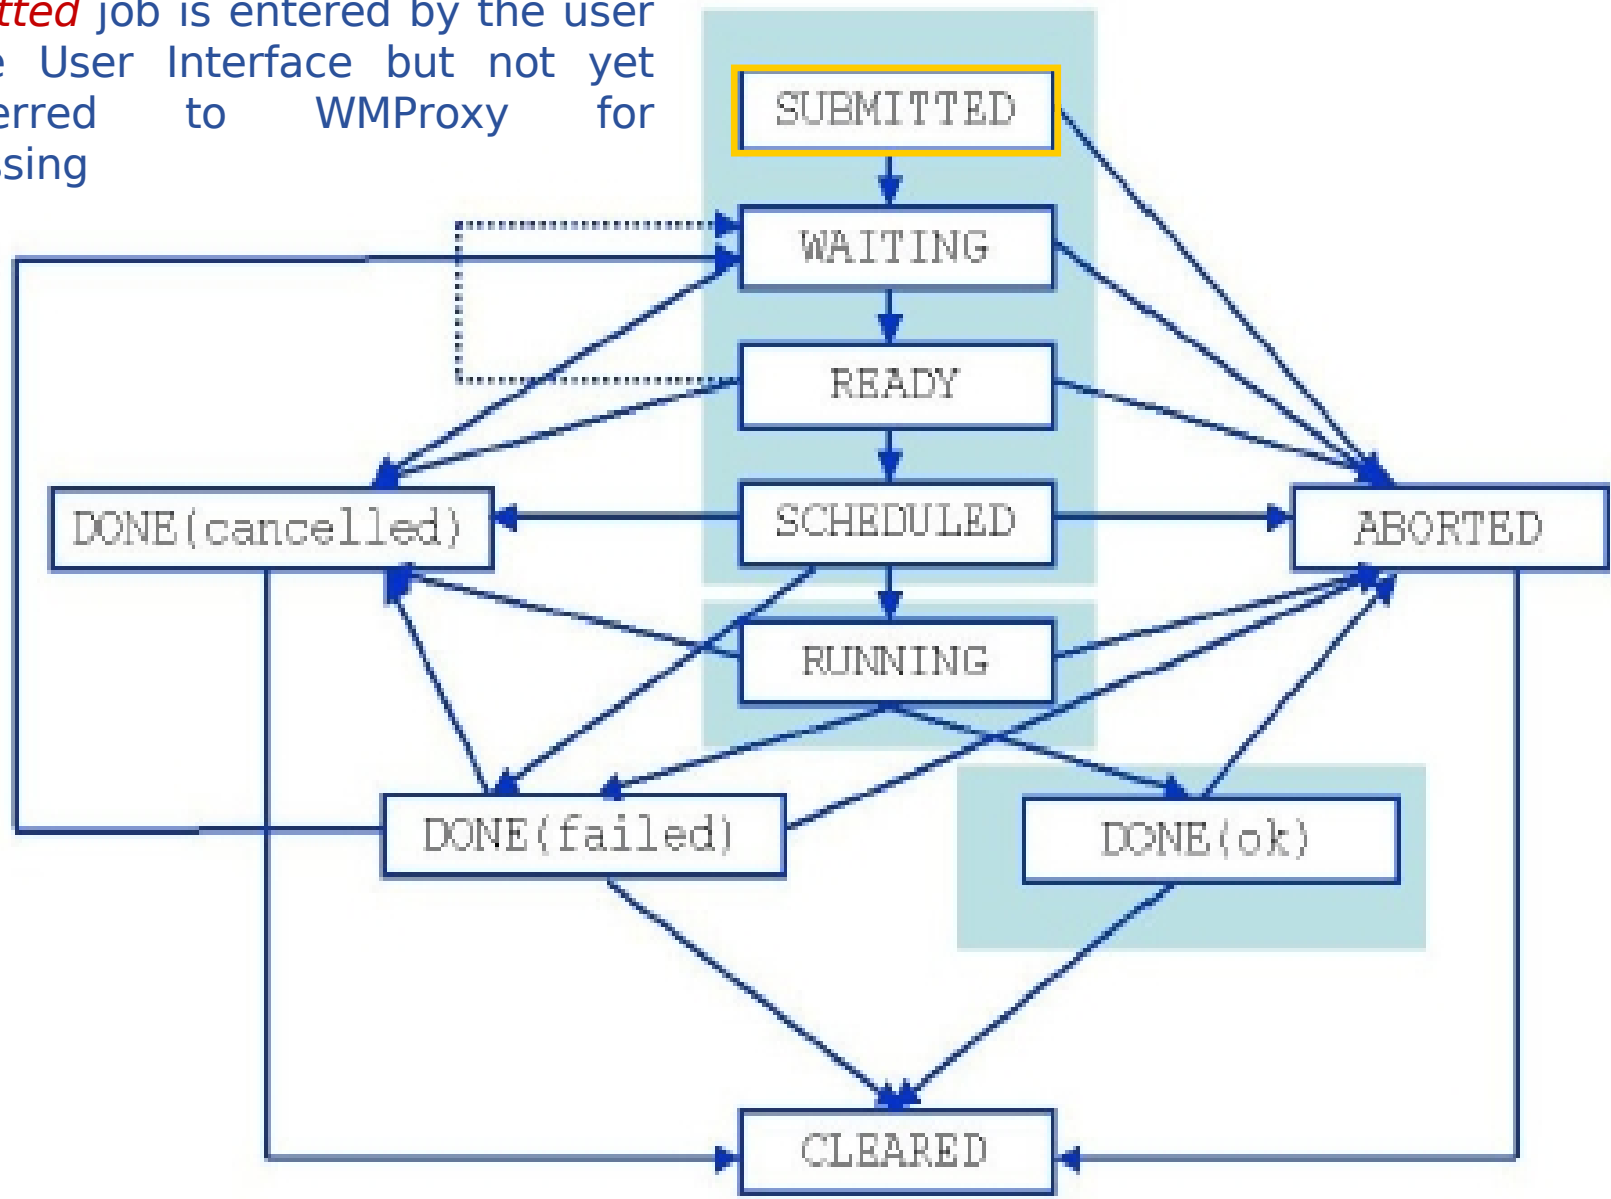 tted job is entered by the user
e User Interface but not yet
erred to WMProxy for
ssing
SUBMITTED
WAITING
READY
SCHEDULED
DONE(cancelled)
ABORTED
RUNNING
DONE(failed)
DONE(ok)
CLEARED